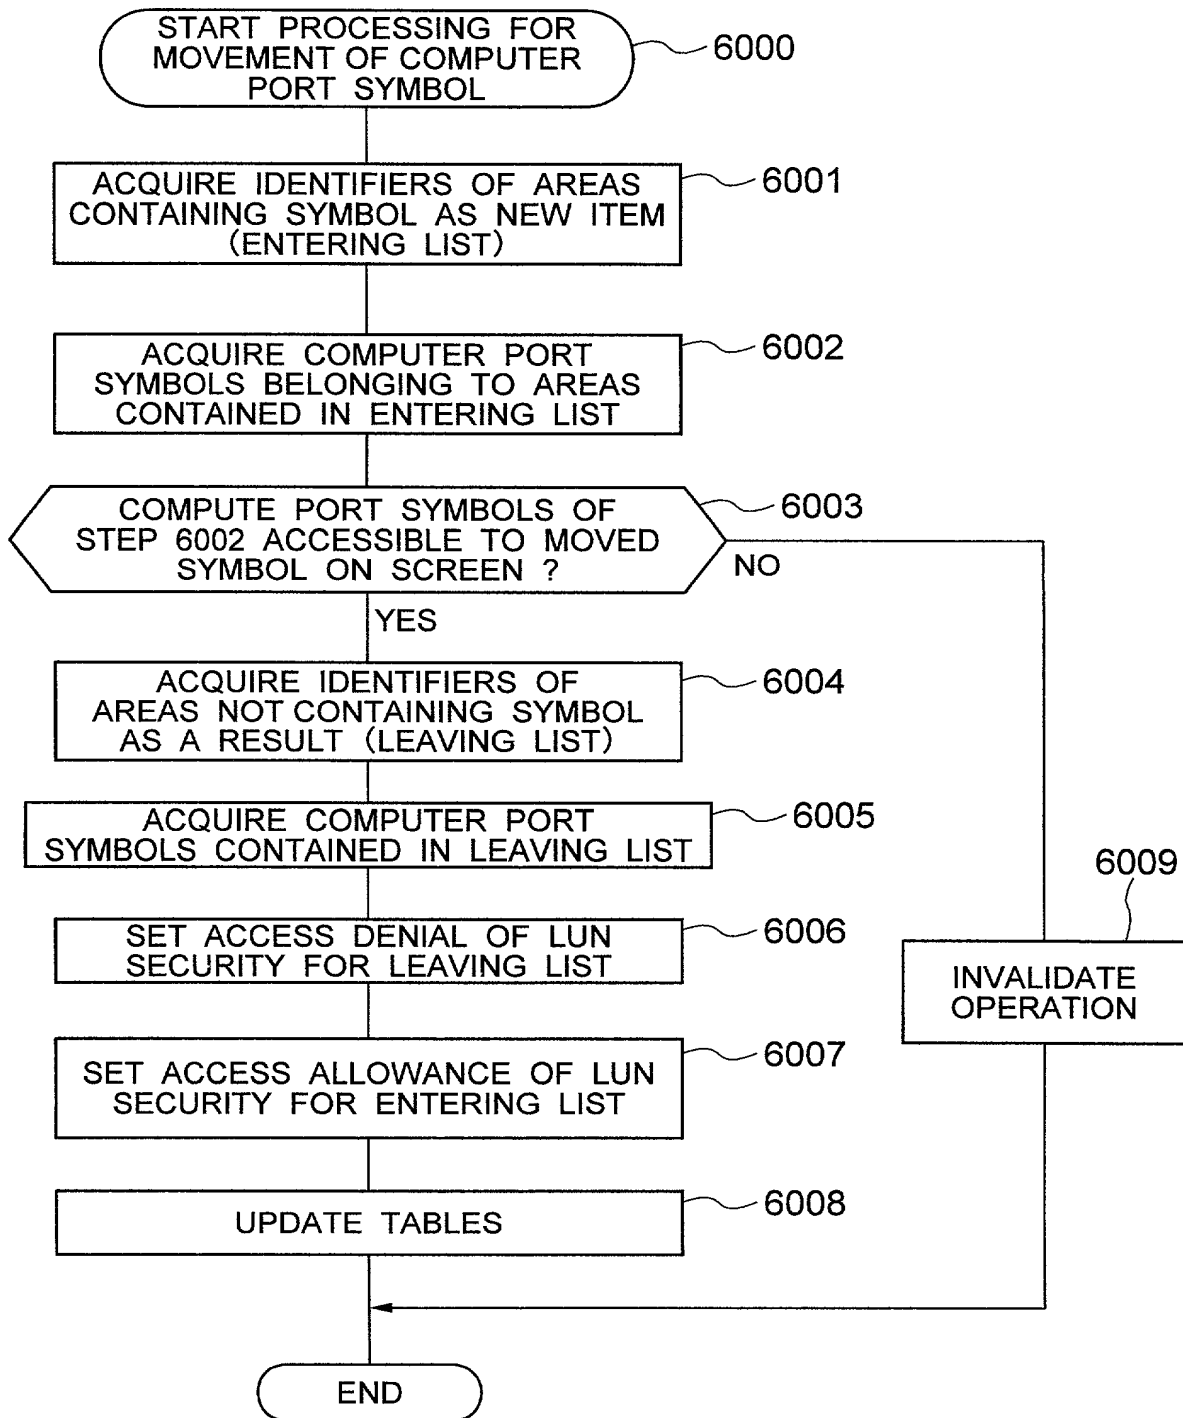 START PROCESSING FOR
MOVEMENT OF COMPUTER
PORT SYMBOL
6000
ACQUIRE IDENTIFIERS OF AREAS
CONTAINING SYMBOL AS NEW ITEM
(ENTERING LIST)
6001
ACQUIRE COMPUTER PORT
SYMBOLS BELONGING TO AREAS
CONTAINED IN ENTERING LIST
6002
COMPUTE PORT SYMBOLS OF
STEP 6002 ACCESSIBLE TO MOVED
SYMBOL ON SCREEN ?
6003
NO
YES
ACQUIRE IDENTIFIERS OF
AREAS NOT CONTAINING SYMBOL
AS A RESULT (LEAVING LIST)
6004
ACQUIRE COMPUTER PORT
SYMBOLS CONTAINED IN LEAVING LIST
6005
SET ACCESS DENIAL OF LUN
SECURITY FOR LEAVING LIST
6006
6009
INVALIDATE
OPERATION
SET ACCESS ALLOWANCE OF LUN
SECURITY FOR ENTERING LIST
6007
UPDATE TABLES
6008
END